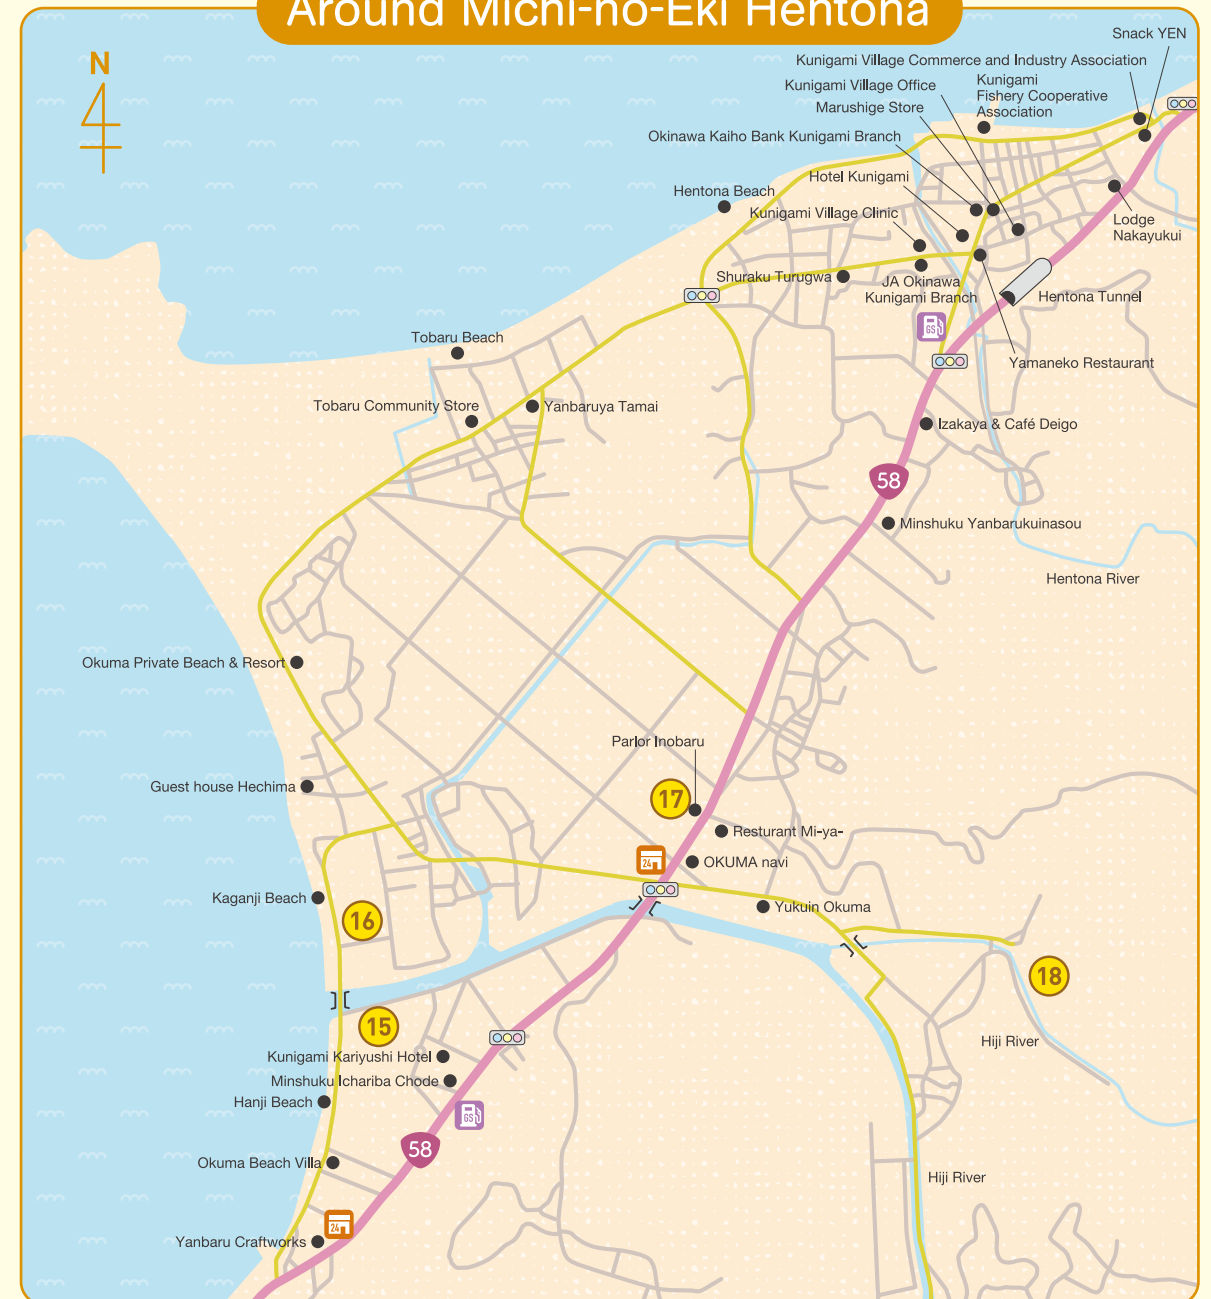 Around Michi-no-Eki Hentona
N
Snack YEN
Kunigami Village Commerce and Industry Association
Kunigami Village Office
Kunigami
Fishery Cooperative
Association
Marushige Store
Okinawa Kaiho Bank Kunigami Branch
Hotel Kunigami
Hentona Beach
Kunigami Village Clinic
Lodge
Nakayukui
Shuraku Turugwa
JA Okinawa
Kunigami Branch
Hentona Tunnel
GS
Tobaru Beach
Yamaneko Restaurant
Tobaru Community Store
Yanbaruya Tamai
Izakaya & Café Deigo
58
Minshuku Yanbarukuinasou
Hentona River
Okuma Private Beach & Resort
Parlor Inobaru
Guest house Hechima
17
Resturant Mi-ya-
24
OKUMA navi
Kaganji Beach
Yukuin Okuma
16
18
15
Hiji River
Kunigami Kariyushi Hotel
Minshuku Ichariba Chode
Hanji Beach
GS
58
Okuma Beach Villa
Hiji River
24
Yanbaru Craftworks